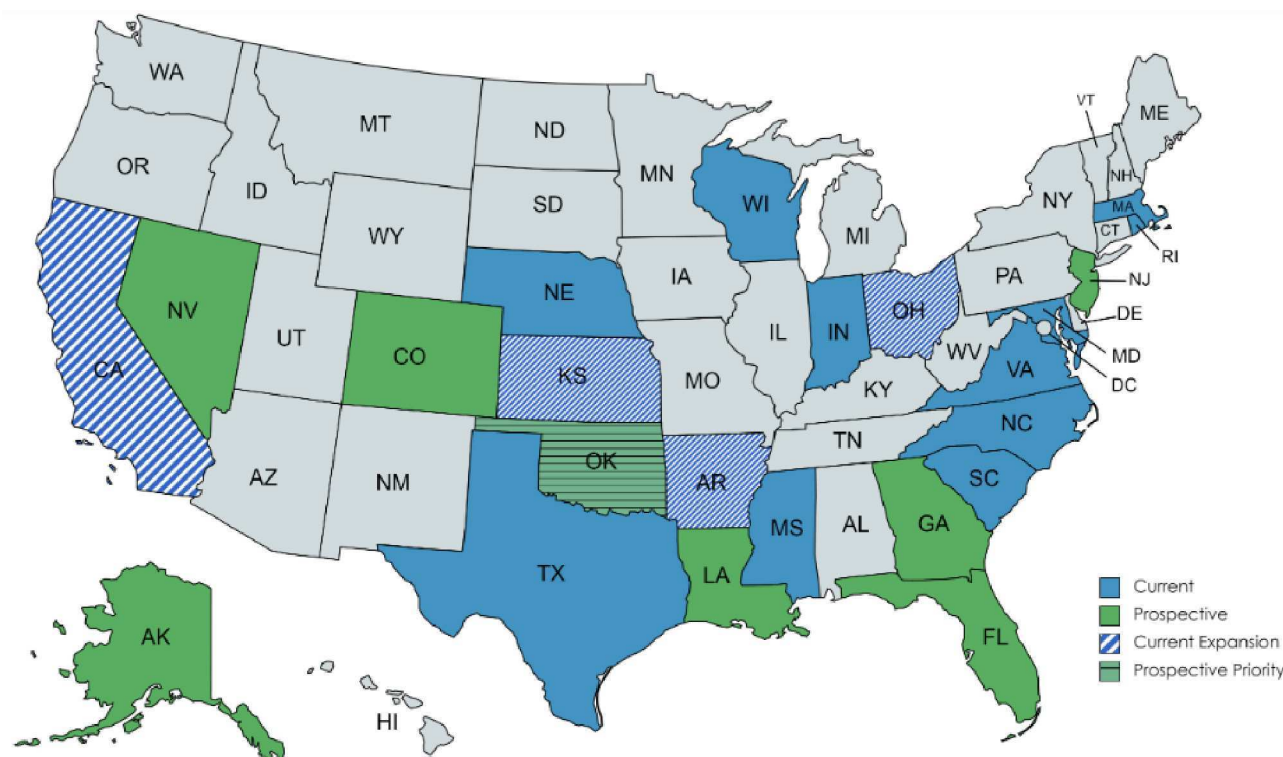 WA
MT
ND
MN
VT
ME
OR
ID
SD
WI
NH
NY
MA
WY
MI
CT
RI
IA
PA
NE
NJ
NV
OH
DE
UT
IL
IN
CO
WV
MD
CA
KS
MO
VA
DC
KY
NC
TN
OK
AZ
NM
AR
SC
MS
AL
GA
TX
LA
Current
Prospective
AK
FL
Current Expansion
Prospective Priority
HI